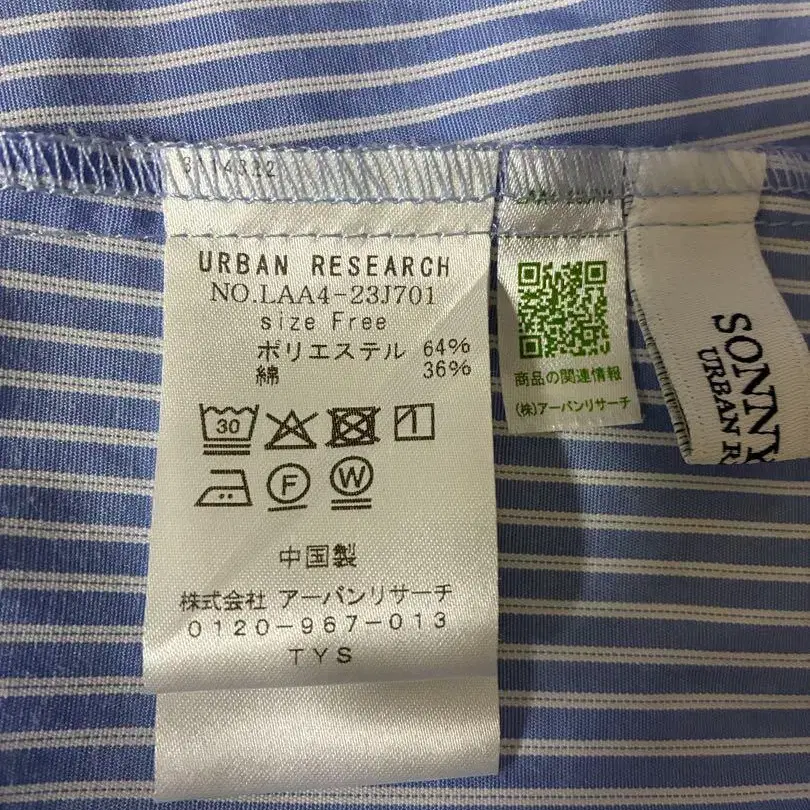 URBAN RESEARCH
NO.LAA4-23J701
size Free
ポリエステル 64%
綿 36%
30
1
F
W
中国製
株式会社 アーバンリサーチ
0120-967-013
TYS
商品の関連情報
(株)アーバンリサーチ
SONNY
URBAN R